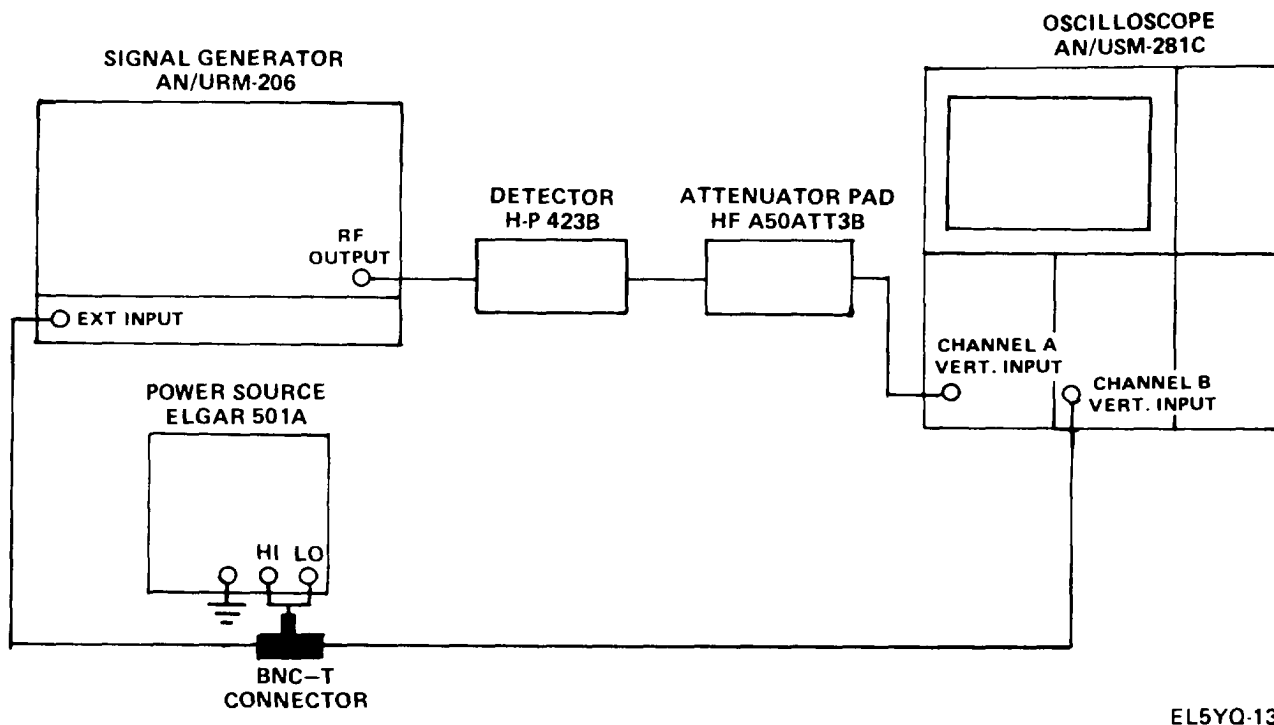 OSCILLOSCOPE
AN/USM-281C
SIGNAL GENERATOR
AN/URM-206
DETECTOR
H-P 423B
ATTENUATOR PAD
HF A50ATT3B
RF
OUTPUT
EXT INPUT
CHANNEL A
VERT. INPUT
CHANNEL B
VERT. INPUT
POWER SOURCE
ELGAR 501A
HI LO
BNC–T
CONNECTOR
EL5YQ-13